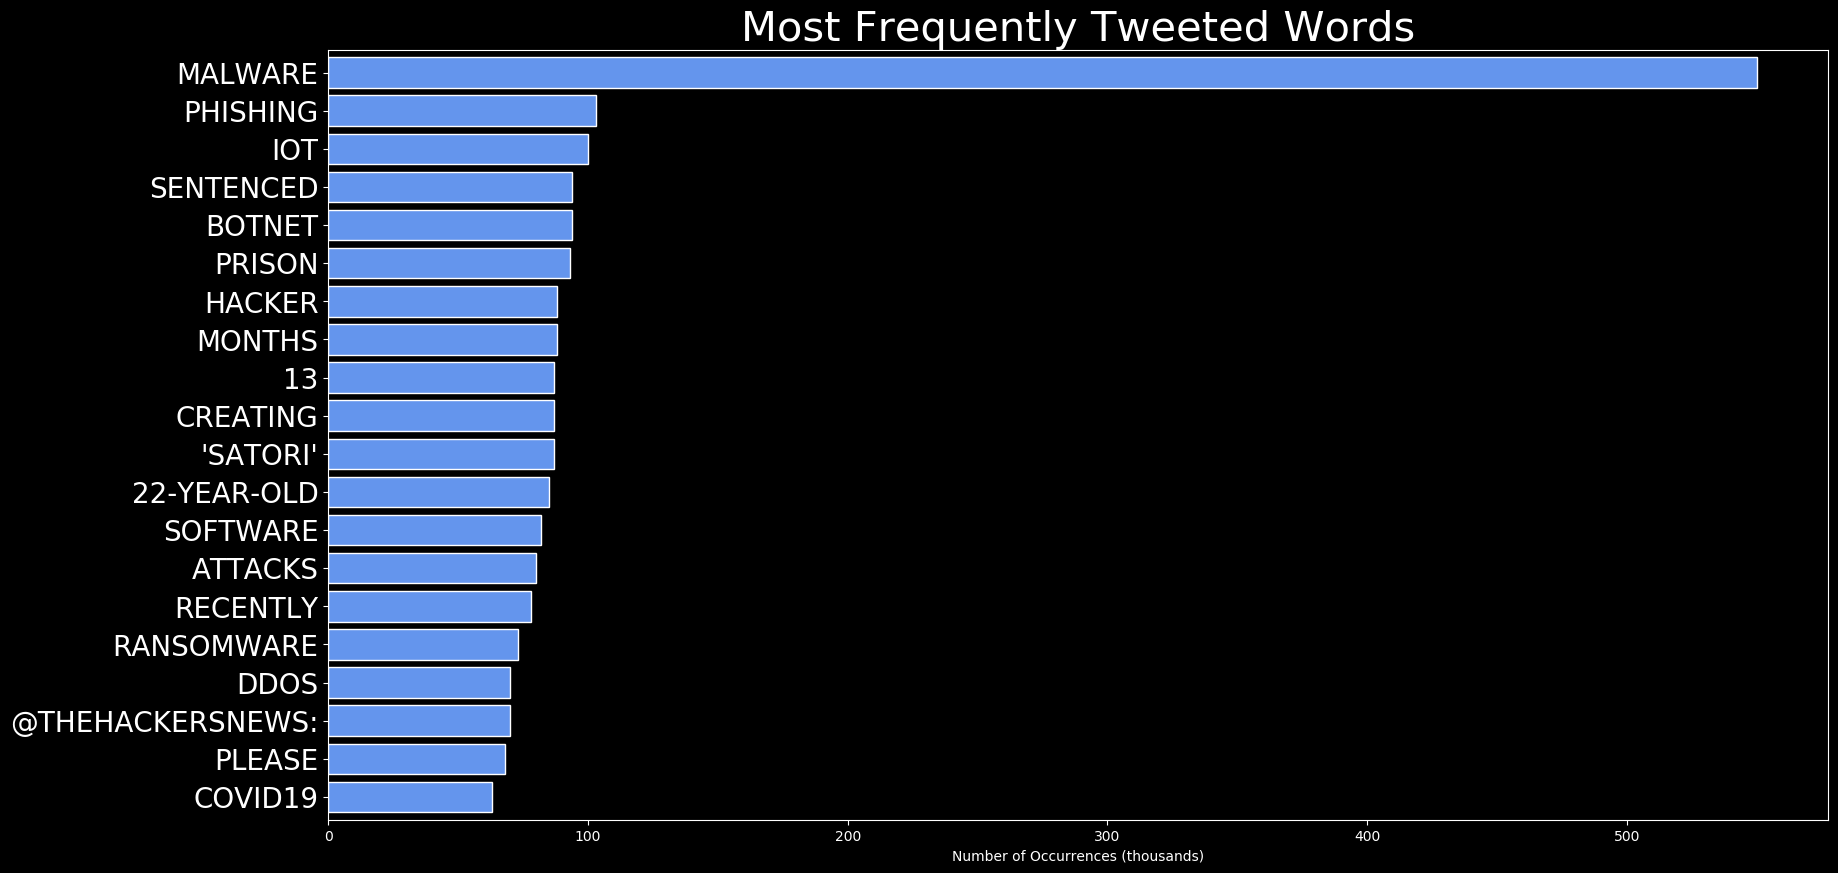 Most Frequently Tweeted Words
MALWARE
PHISHING
IOT
SENTENCED
BOTNET
PRISON
HACKER
MONTHS
13
CREATING
'SATORI'
22-YEAR-OLD
SOFTWARE
ATTACKS
RECENTLY
RANSOMWARE
DDOS
@THEHACKERSNEWS:
PLEASE
COVID19
0 100 200 300 400 500
Number of Occurrences (thousands)